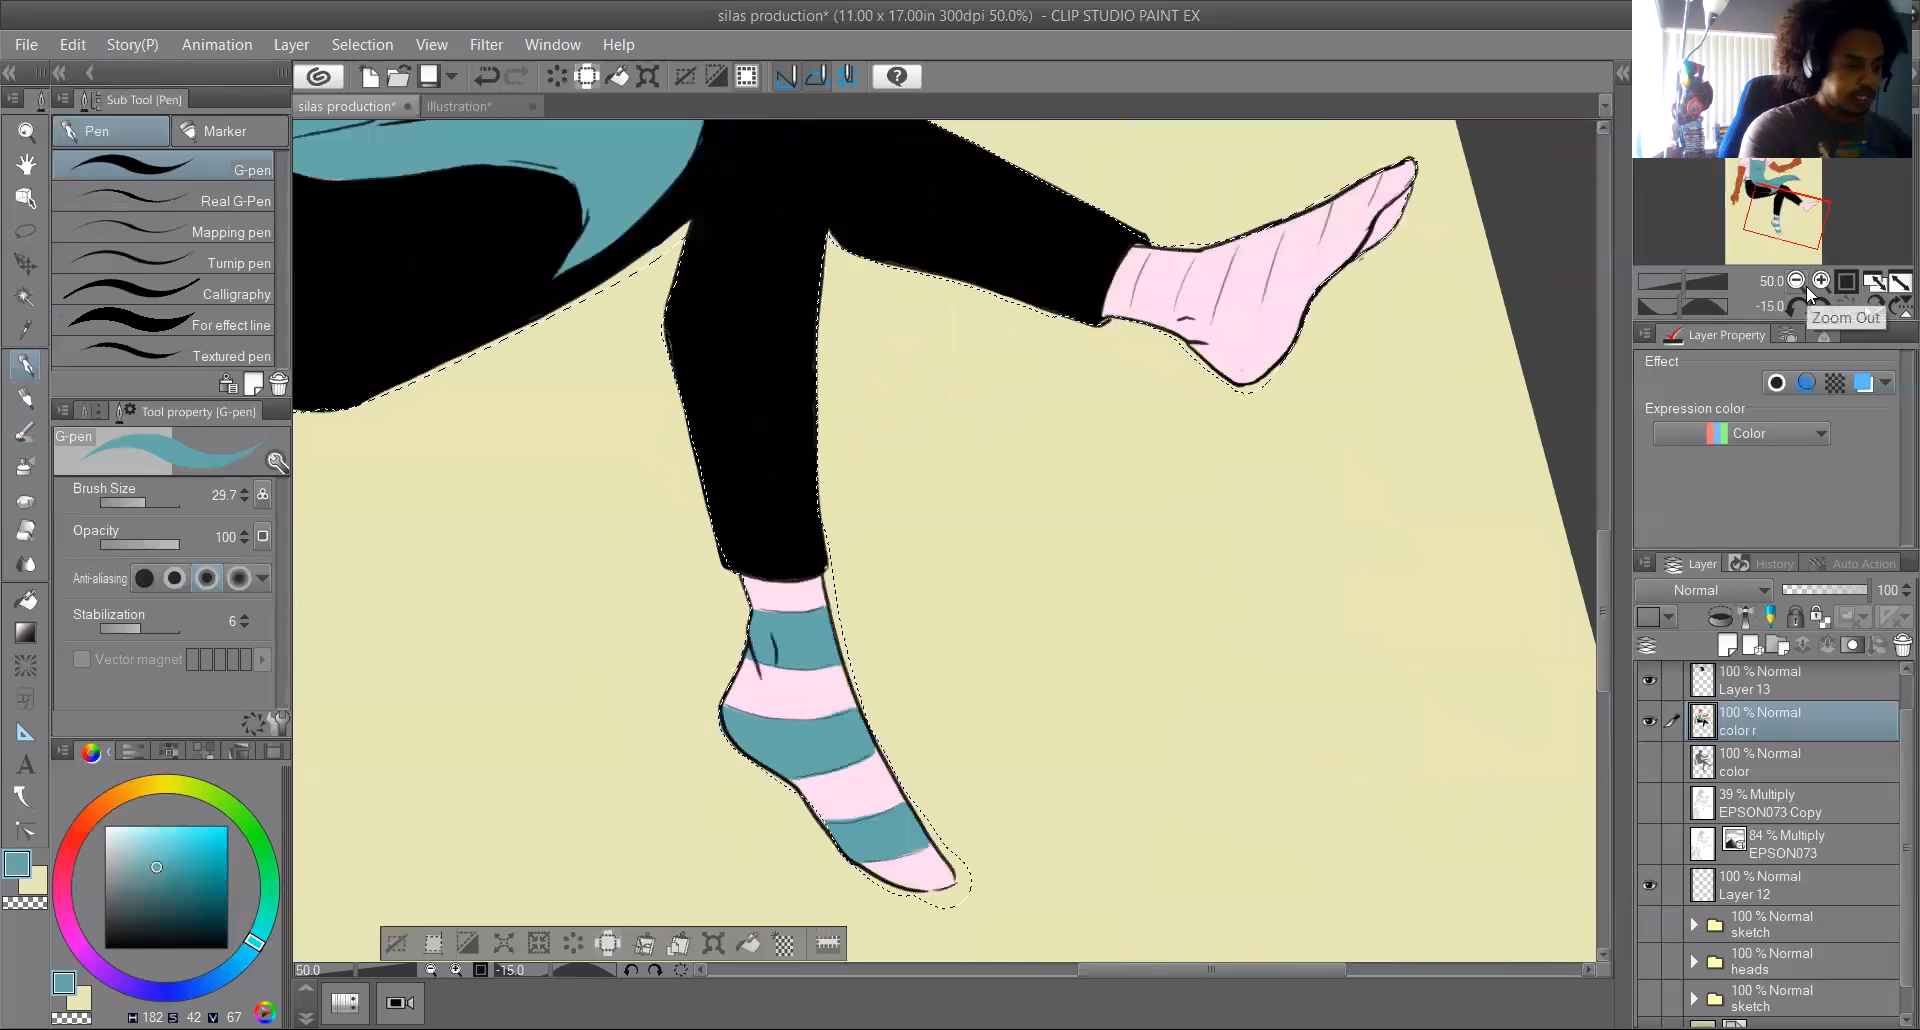 silas production* (11.00 x 17.00in 300dpi 50.0%) - CLIP STUDIO PAINT EX
File Edit Story(P) Animation Layer Selection View Filter Window Help
Sub Tool [Pen]
silas production* Illustration*
Pen Marker
G-pen
Real G-Pen
Mapping pen
Turnip pen
Calligraphy
For effect line
Textured pen
Tool property [G-pen]
G-pen
Brush Size 29.7
Opacity 100
Anti-aliasing
Stabilization 6
Vector magnet
H 182 S 42 V 67
50.0 -15.0
50.0
-15.0
Zoom Out
Layer Property
Effect
Expression color
Color
Layer History Auto Action
Normal 100
100 % Normal
Layer 13
100 % Normal
color r
100 % Normal
color
39 % Multiply
EPSON073 Copy
84 % Multiply
EPSON073
100 % Normal
Layer 12
100 % Normal
sketch
100 % Normal
heads
100 % Normal
sketch